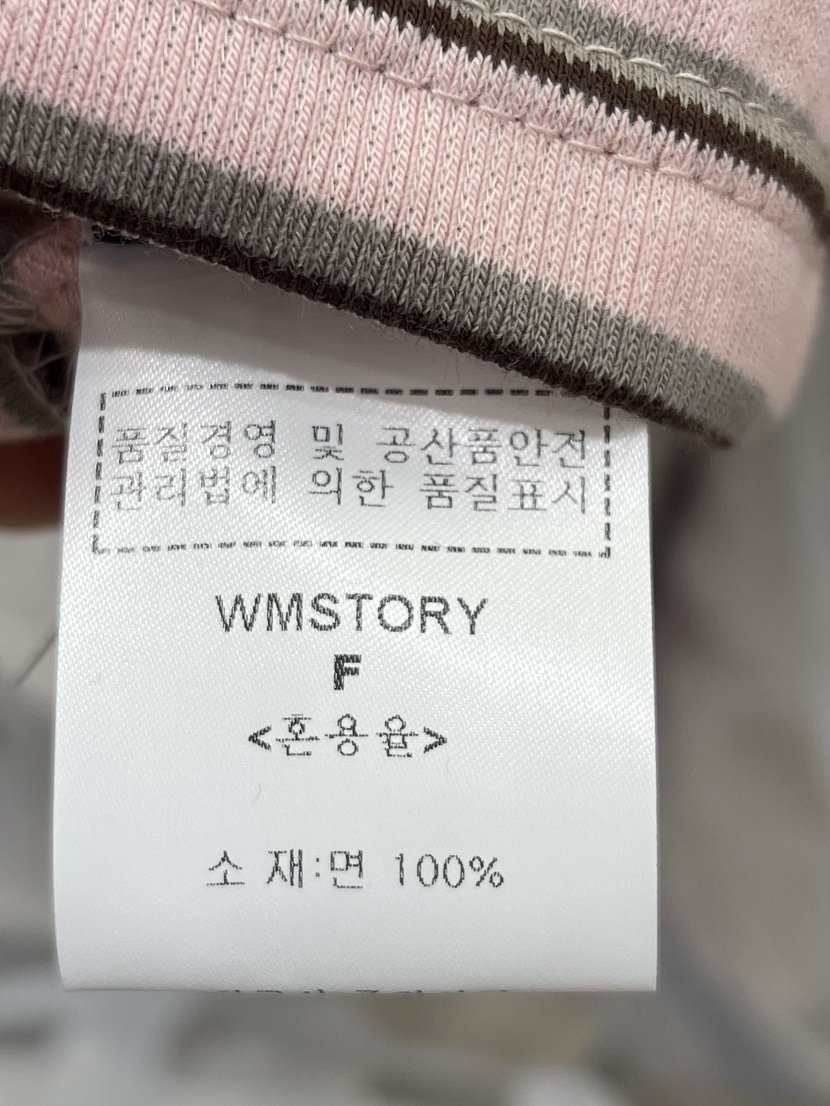 품질경영 및 공산품안전
관리법에 의한 품질표시
WMSTORY
F
<혼용율>
소 재:면 100%